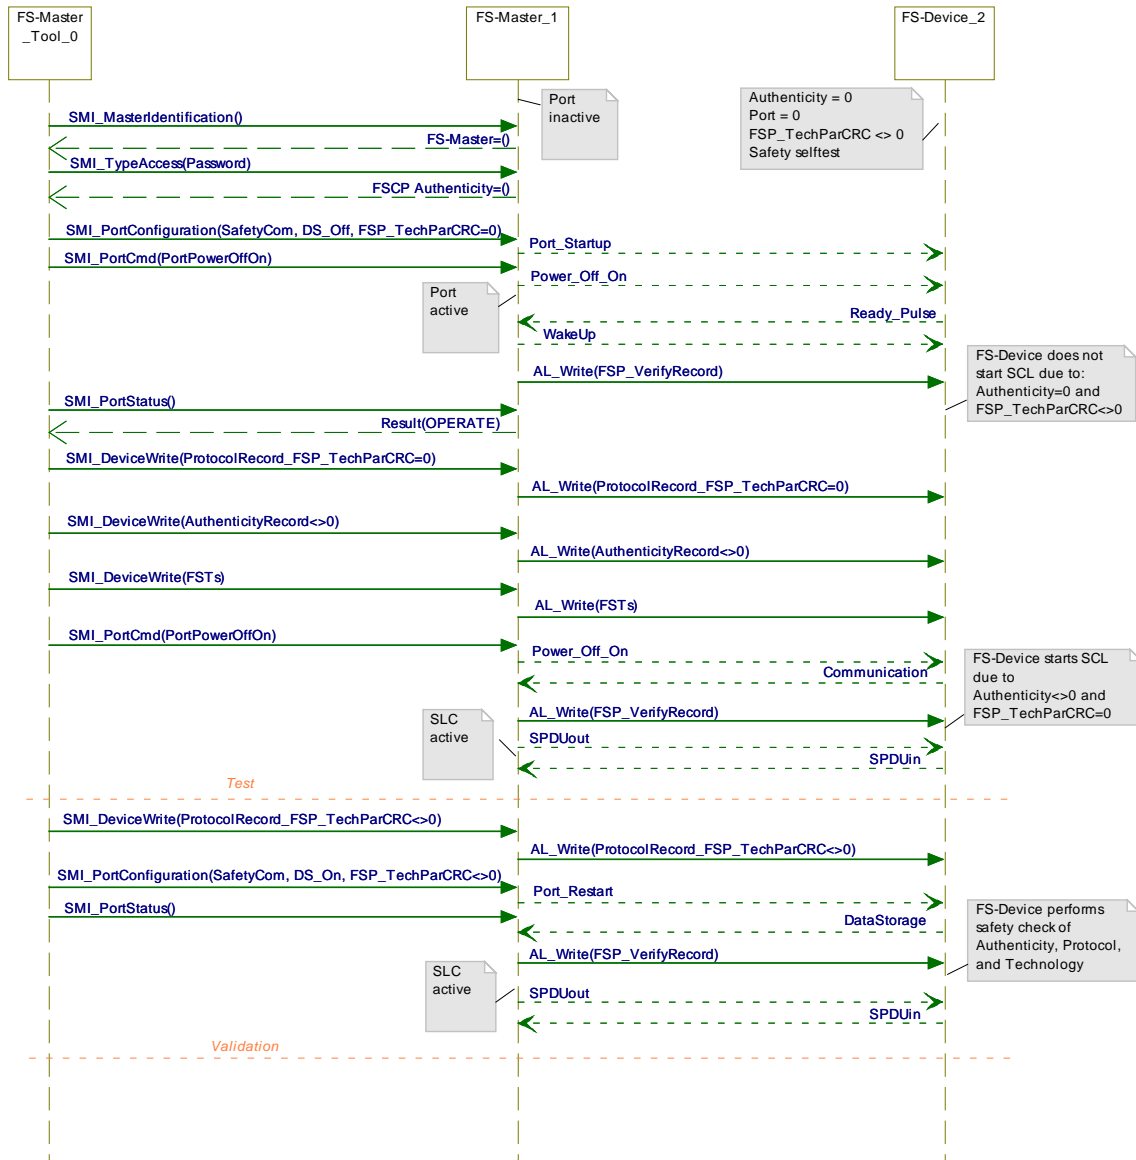 FS-Master
_Tool_0
FS-Master_1
FS-Device_2
Port
inactive
Authenticity = 0
Port = 0
FSP_TechParCRC <> 0
Safety selftest
SMI_MasterIdentification()
FS-Master=()
SMI_TypeAccess(Password)
FSCP Authenticity=()
SMI_PortConfiguration(SafetyCom, DS_Off, FSP_TechParCRC=0)
Port_Startup
SMI_PortCmd(PortPowerOffOn)
Power_Off_On
Port
active
Ready_Pulse
WakeUp
FS-Device does not
start SCL due to:
Authenticity=0 and
FSP_TechParCRC<>0
AL_Write(FSP_VerifyRecord)
SMI_PortStatus()
Result(OPERATE)
SMI_DeviceWrite(ProtocolRecord_FSP_TechParCRC=0)
AL_Write(ProtocolRecord_FSP_TechParCRC=0)
SMI_DeviceWrite(AuthenticityRecord<>0)
AL_Write(AuthenticityRecord<>0)
SMI_DeviceWrite(FSTs)
AL_Write(FSTs)
SMI_PortCmd(PortPowerOffOn)
Power_Off_On
Communication
FS-Device starts SCL
due to
Authenticity<>0 and
FSP_TechParCRC=0
AL_Write(FSP_VerifyRecord)
SLC
active
SPDUout
SPDUin
Test
SMI_DeviceWrite(ProtocolRecord_FSP_TechParCRC<>0)
AL_Write(ProtocolRecord_FSP_TechParCRC<>0)
SMI_PortConfiguration(SafetyCom, DS_On, FSP_TechParCRC<>0)
Port_Restart
SMI_PortStatus()
DataStorage
FS-Device performs
safety check of
Authenticity, Protocol,
and Technology
AL_Write(FSP_VerifyRecord)
SLC
active
SPDUout
SPDUin
Validation